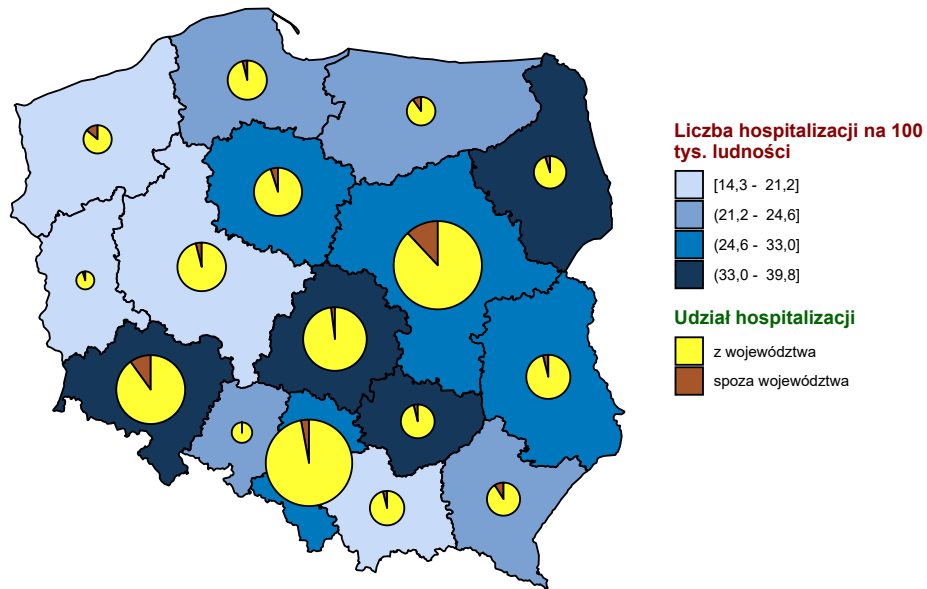 Liczba hospitalizacji na 100
tys. ludności
[14,3 - 21,2]
(21,2 - 24,6]
(24,6 - 33,0]
(33,0 - 39,8]
Udział hospitalizacji
z województwa
spoza województwa